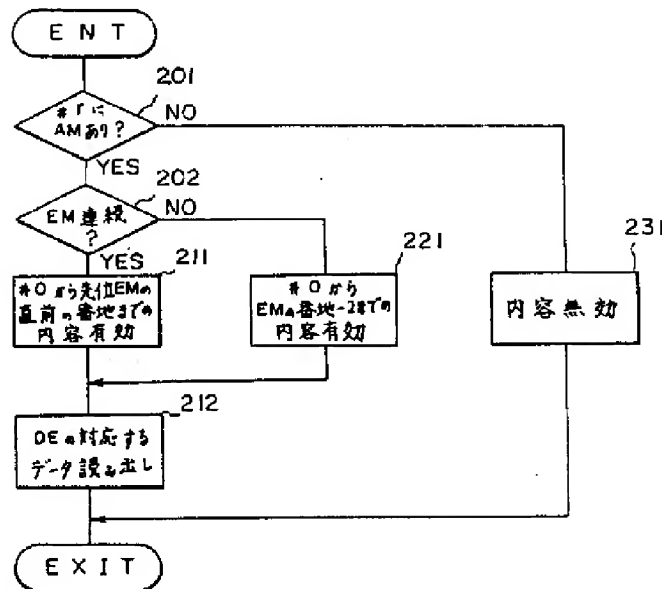 ENT
201
#rに
AMあり?
NO
YES
202
EM連続
?
NO
YES
211
#0から先位EMの
直前の番地までの
内容有効
221
#0から
EMの番地-2までの
内容有効
231
内容無効
212
DEの対応する
データ読み出し
EXIT